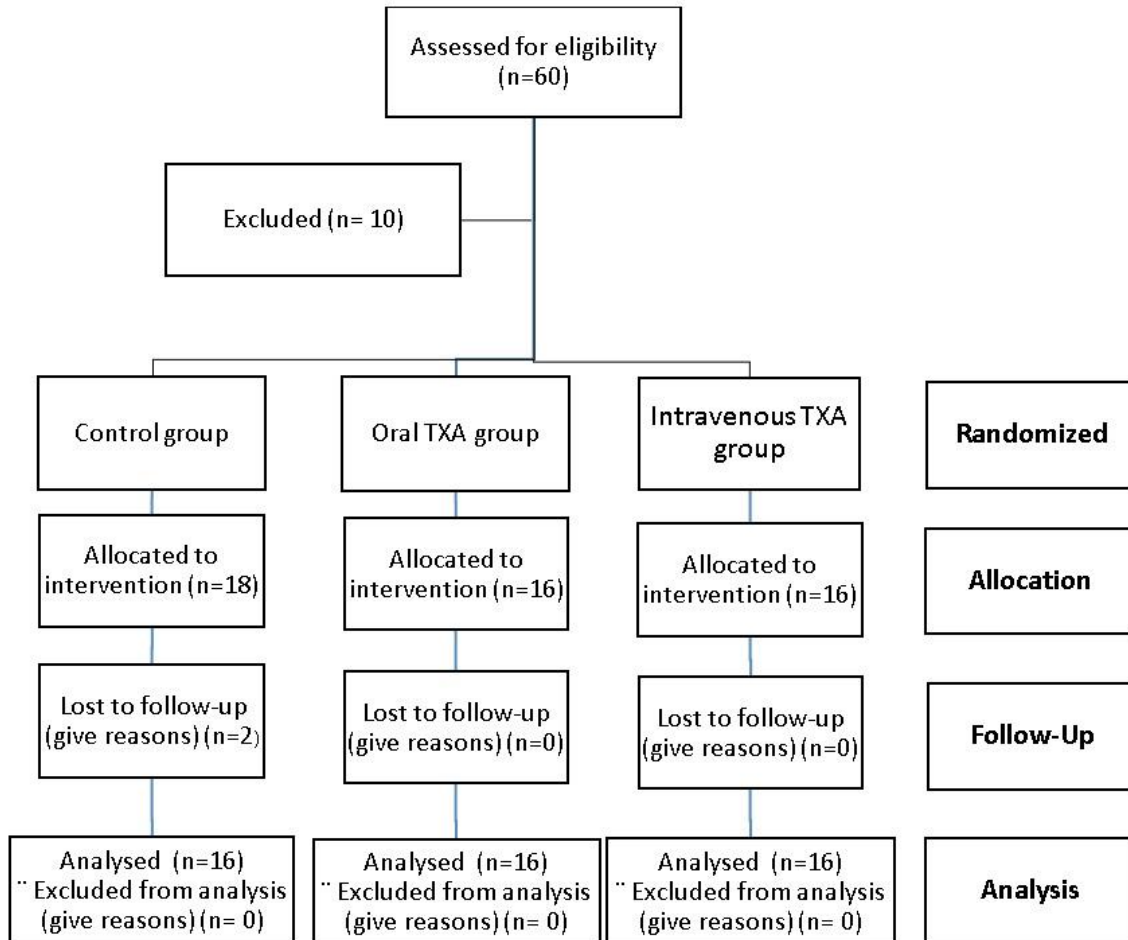 Assessed for eligibility
(n=60)
Excluded (n= 10)
Control group
Oral TXA group
Intravenous TXA
group
Randomized
Allocated to
intervention (n=18)
Allocated to
intervention (n=16)
Allocated to
intervention (n=16)
Allocation
Lost to follow-up
(give reasons) (n=2)
Lost to follow-up
(give reasons) (n=0)
Lost to follow-up
(give reasons) (n=0)
Follow-Up
Analysed (n=16)
¨ Excluded from analysis
(give reasons) (n= 0)
Analysed (n=16)
¨ Excluded from analysis
(give reasons) (n= 0)
Analysed (n=16)
¨ Excluded from analysis
(give reasons) (n= 0)
Analysis